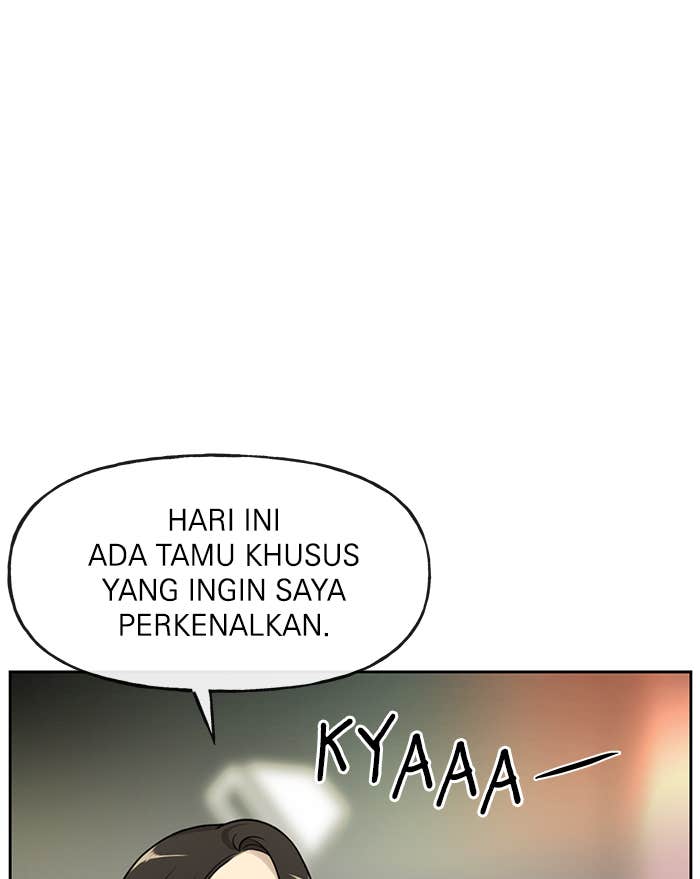 HARI INI
ADA TAMU KHUSUS
YANG INGIN SAYA
PERKENALKAN.
KYAAA—